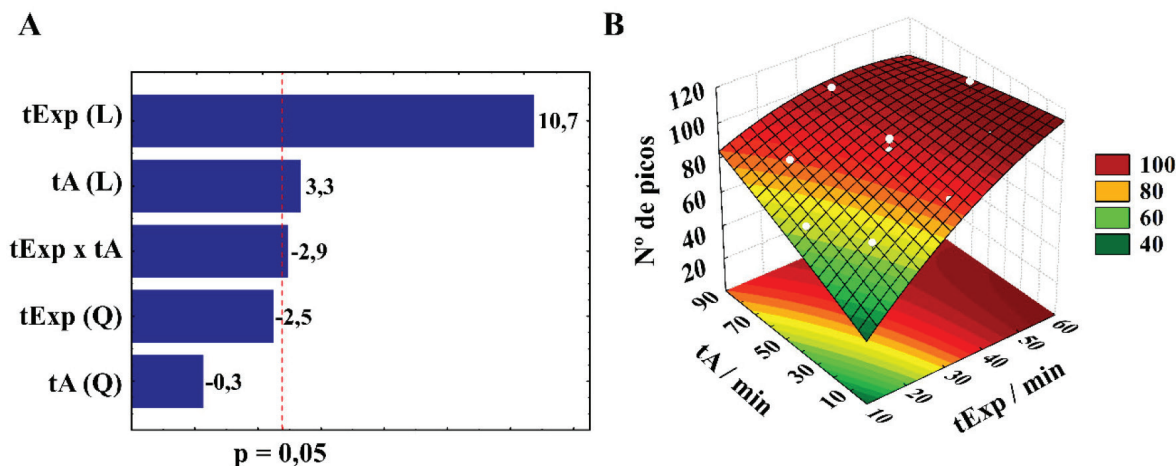 A
tExp (L)
10,7
tA (L)
3,3
tExp x tA
-2,9
tExp (Q)
-2,5
tA (Q)
-0,3
p = 0,05
B
Nº de picos
120
100
80
60
40
20
90
70
50
30
10
tA / min
10
20
30
40
50
60
tExp / min
100
80
60
40